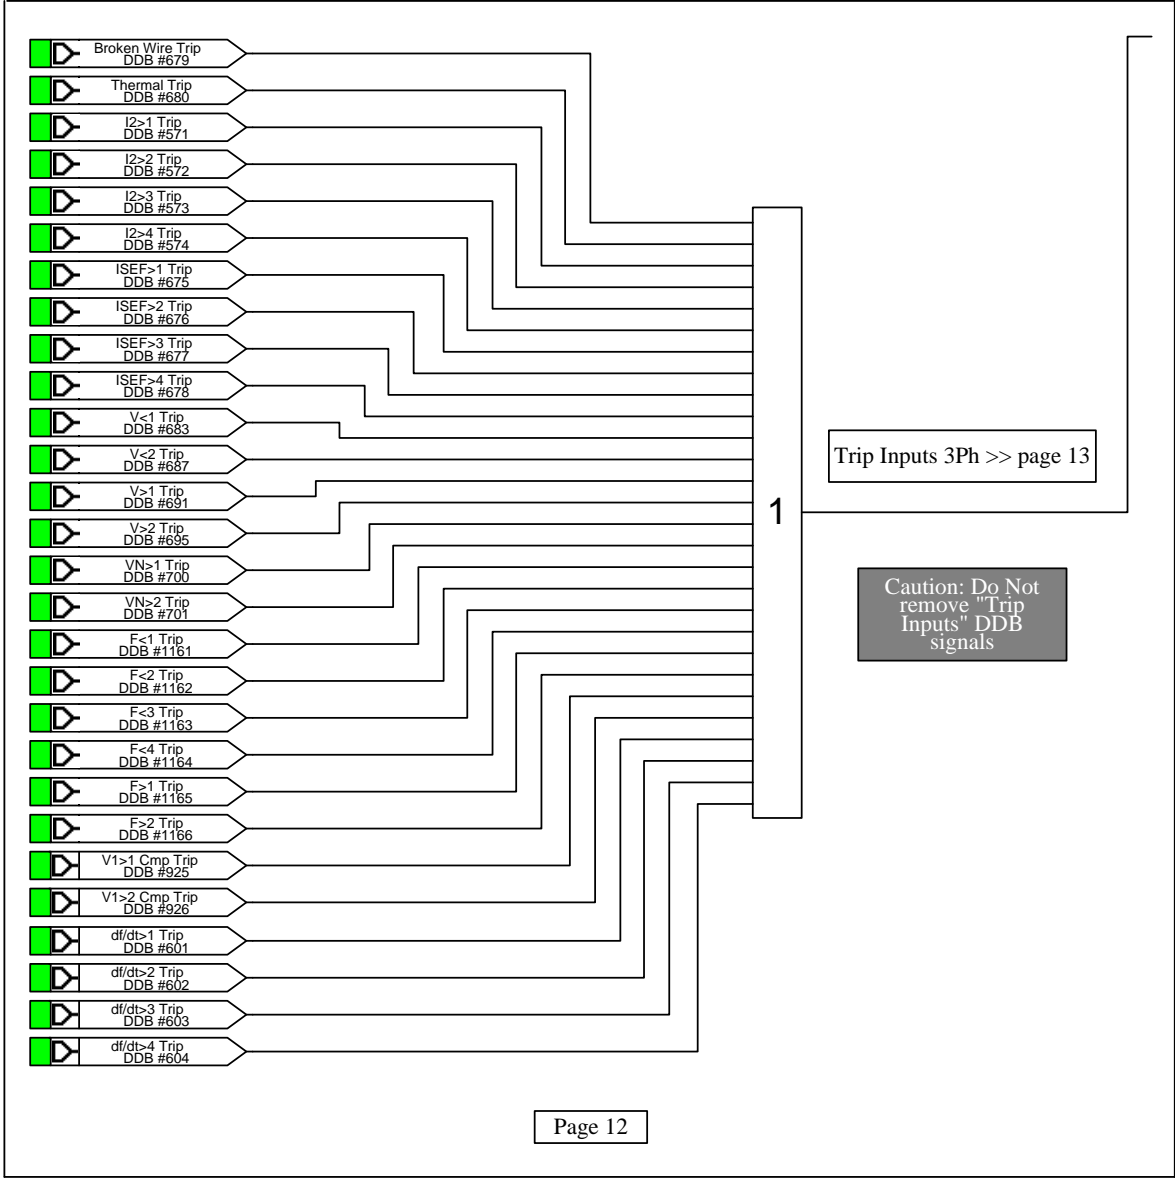 Broken Wire Trip
DDB #679
Thermal Trip
DDB #680
I2>1 Trip
DDB #571
I2>2 Trip
DDB #572
I2>3 Trip
DDB #573
I2>4 Trip
DDB #574
ISEF>1 Trip
DDB #675
ISEF>2 Trip
DDB #676
ISEF>3 Trip
DDB #677
ISEF>4 Trip
DDB #678
V<1 Trip
DDB #683
V<2 Trip
DDB #687
V>1 Trip
DDB #691
V>2 Trip
DDB #695
VN>1 Trip
DDB #700
VN>2 Trip
DDB #701
F<1 Trip
DDB #1161
F<2 Trip
DDB #1162
F<3 Trip
DDB #1163
F<4 Trip
DDB #1164
F>1 Trip
DDB #1165
F>2 Trip
DDB #1166
V1>1 Cmp Trip
DDB #925
V1>2 Cmp Trip
DDB #926
df/dt>1 Trip
DDB #601
df/dt>2 Trip
DDB #602
df/dt>3 Trip
DDB #603
df/dt>4 Trip
DDB #604
1
Trip Inputs 3Ph >> page 13
Caution: Do Not
remove "Trip
Inputs" DDB
signals
Page 12